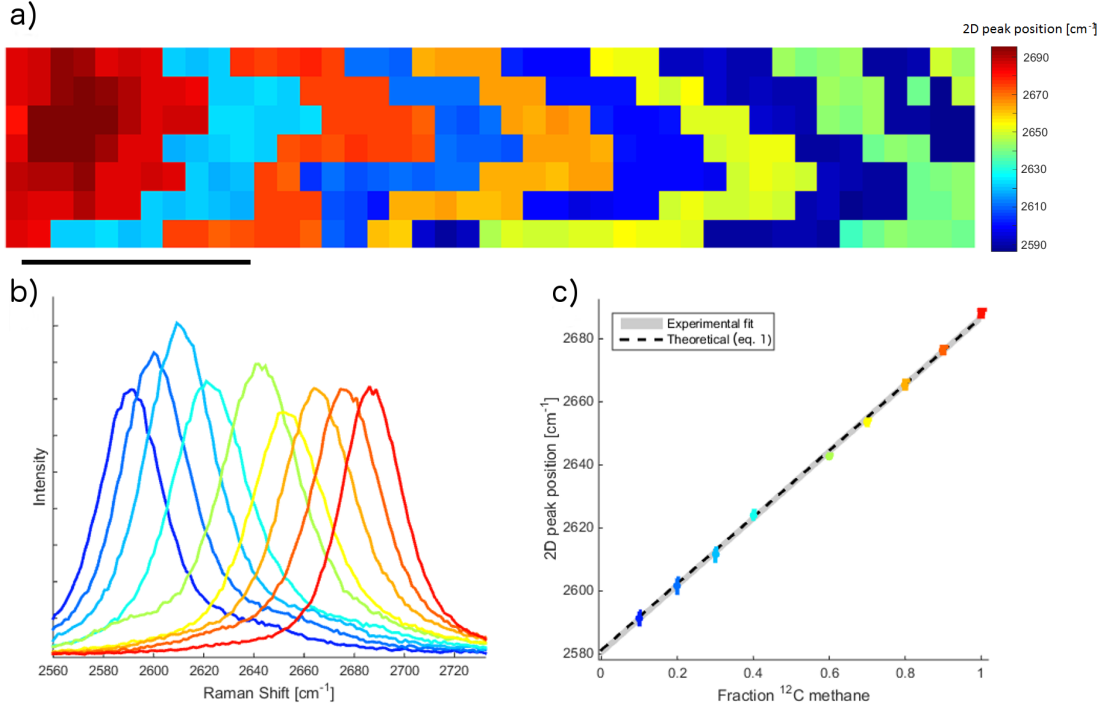 a)
2D peak position [cm⁻¹]
2690
2670
2650
2630
2610
2590
b)
Intensity
2560
2580
2600
2620
2640
2660
2680
2700
2720
Raman Shift [cm⁻¹]
c)
Experimental fit
Theoretical (eq. 1)
2D peak position [cm⁻¹]
2680
2660
2640
2620
2600
2580
0
0.2
0.4
0.6
0.8
1
Fraction ¹²C methane